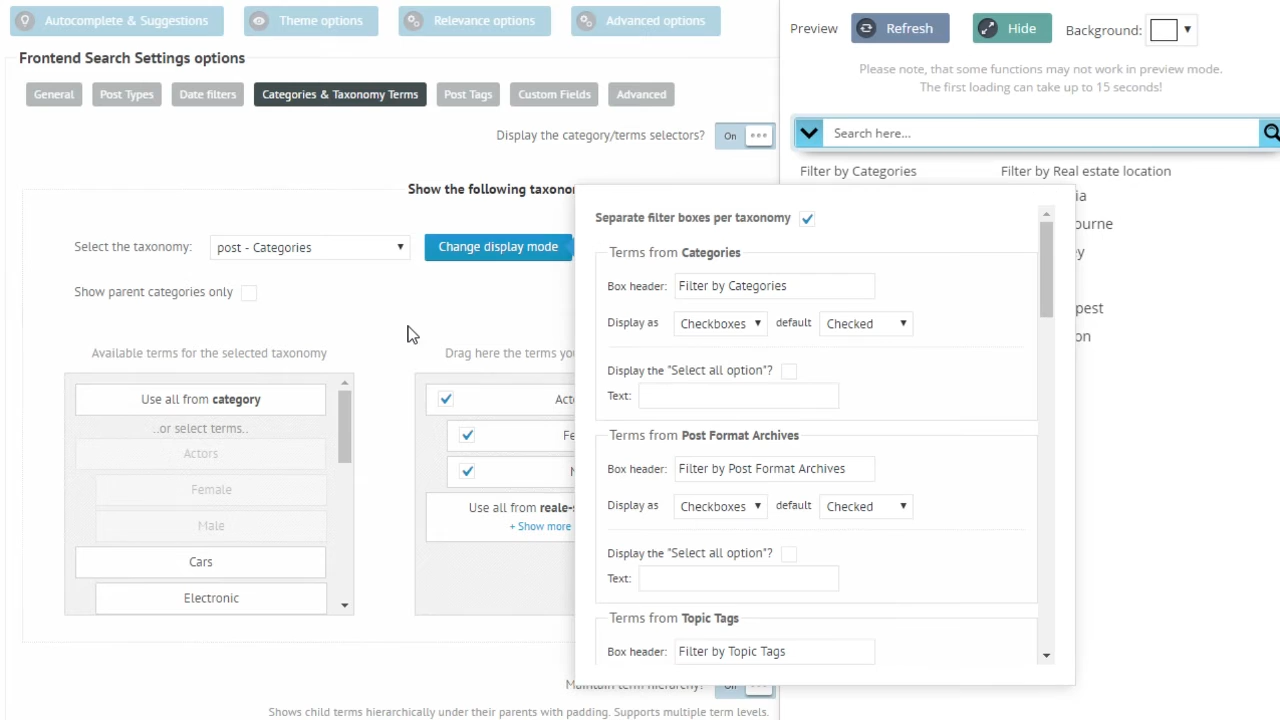 Autocomplete & Suggestions
Theme options
Relevance options
Advanced options
Frontend Search Settings options
General
Post Types
Date filters
Categories & Taxonomy Terms
Post Tags
Custom Fields
Advanced
Display the category/terms selectors?
On
Show the following taxonon
Select the taxonomy:
post - Categories
Change display mode
Show parent categories only
Available terms for the selected taxonomy
Use all from category
..or select terms..
Actors
Female
Male
Cars
Electronic
Drag here the terms you
Acto
Fe
Use all from reale-s
+ Show more
Maintain term hierarchy?
Shows child terms hierarchically under their parents with padding. Supports multiple term levels.
Separate filter boxes per taxonomy
Terms from Categories
Box header:
Filter by Categories
Display as
Checkboxes
default
Checked
Display the "Select all option"?
Text:
Terms from Post Format Archives
Box header:
Filter by Post Format Archives
Display as
Checkboxes
default
Checked
Display the "Select all option"?
Text:
Terms from Topic Tags
Box header:
Filter by Topic Tags
Preview
Refresh
Hide
Background:
Please note, that some functions may not work in preview mode.
The first loading can take up to 15 seconds!
Search here...
Filter by Categories
Filter by Real estate location
ia
ourne
ey
pest
on